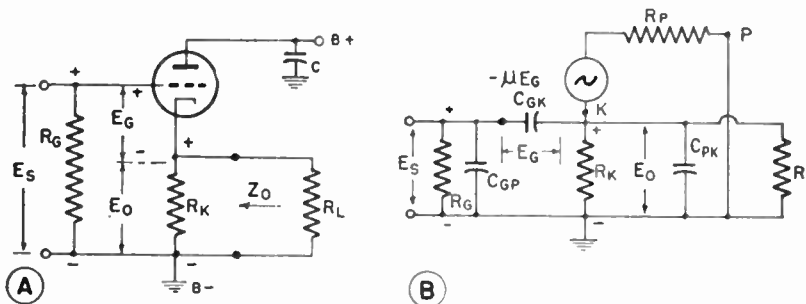 B+
C
+
+
EG
RG
ES
-
+
EO
RK
ZO
RL
-
-
B-
A
B
RP
P
-μEG
CGK
K
+
+
EG
ES
RG
CGP
RK
EO
CPK
R
-
-